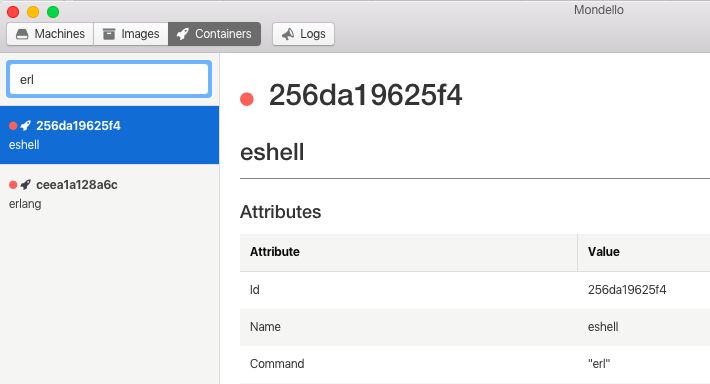 Mondello
Machines Images Containers Logs
erl
256da19625f4
eshell
ceea1a128a6c
erlang
256da19625f4
eshell
Attributes
Attribute Value
Id 256da19625f4
Name eshell
Command "erl"